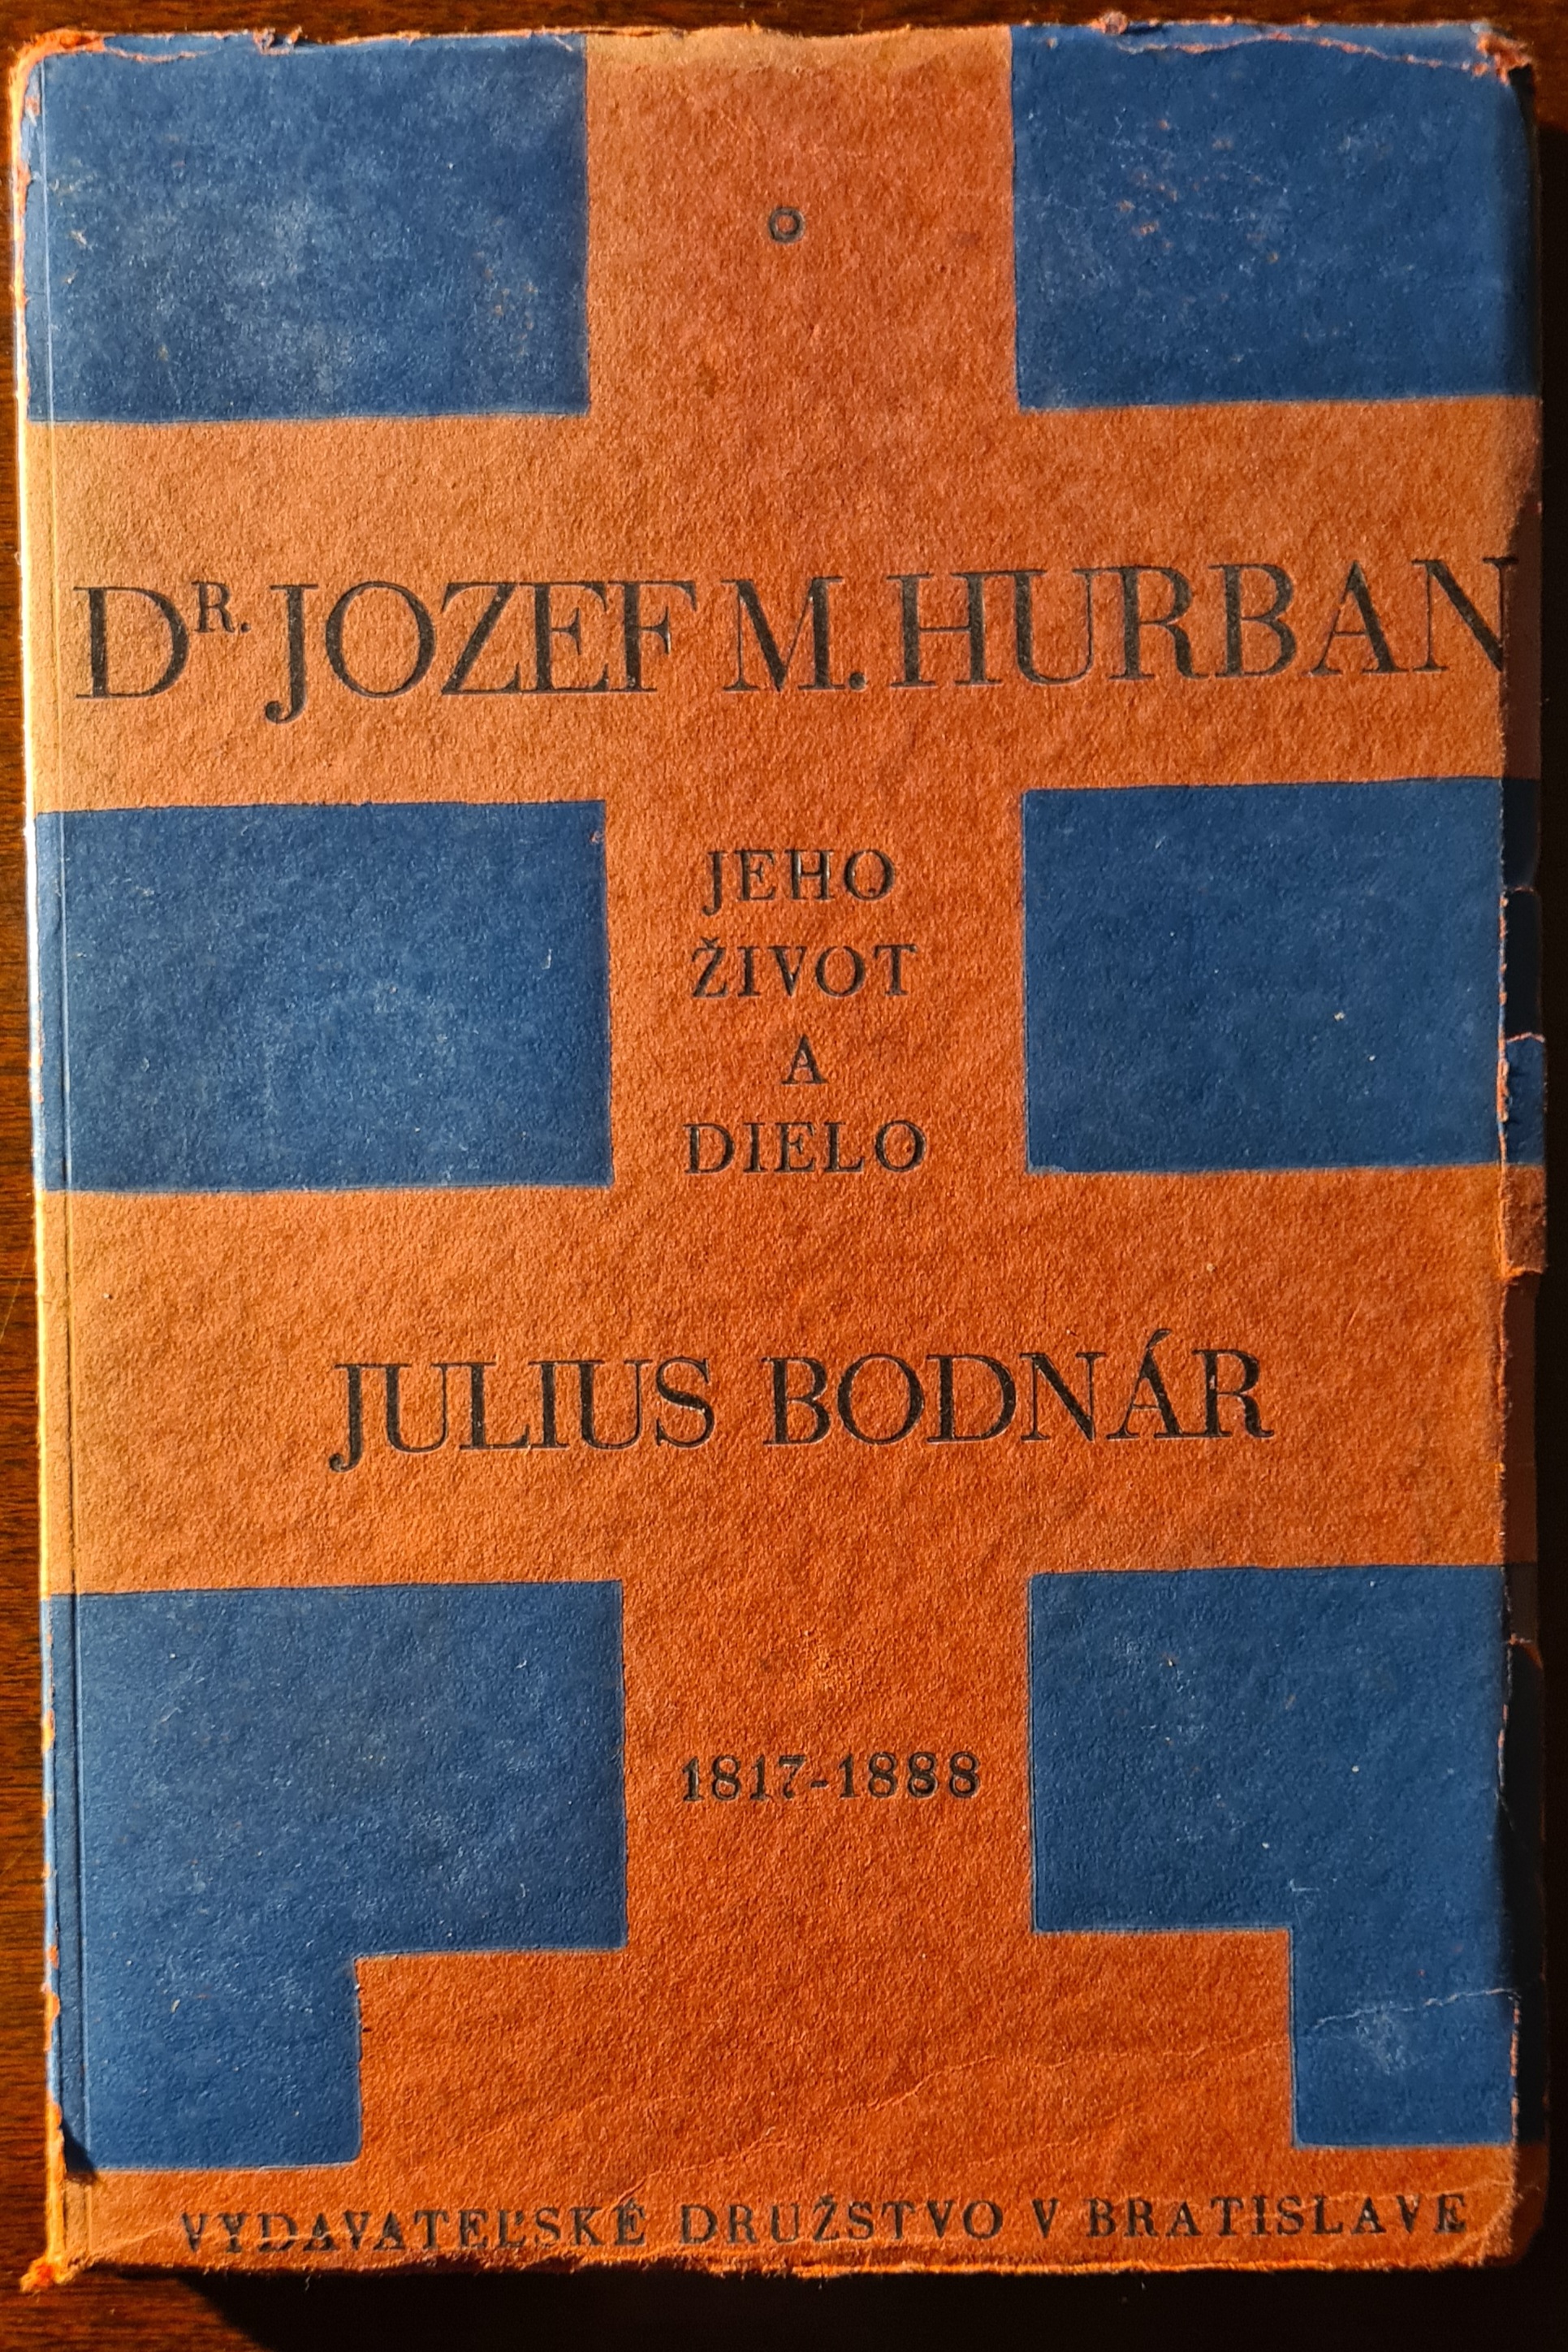 DR. JOZEF M. HURBAN
JEHO
ŽIVOT
A
DIELO
JULIUS BODNÁR
1817-1888
VYDAVATEĽSKÉ DRUŽSTVO V BRATISLAVE